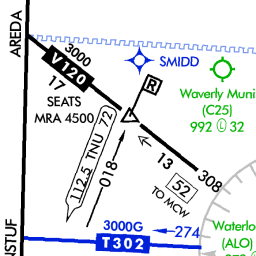 AREDA
3000
V120
17
SEATS
MRA 4500
SMIDD
R
Waverly Muni
(C25)
992 Ⓛ 32
112.5 TNU 72
018
13
308
52
TO MCW
3000G
T302
274
NSTUF
Waterlo
(ALO)